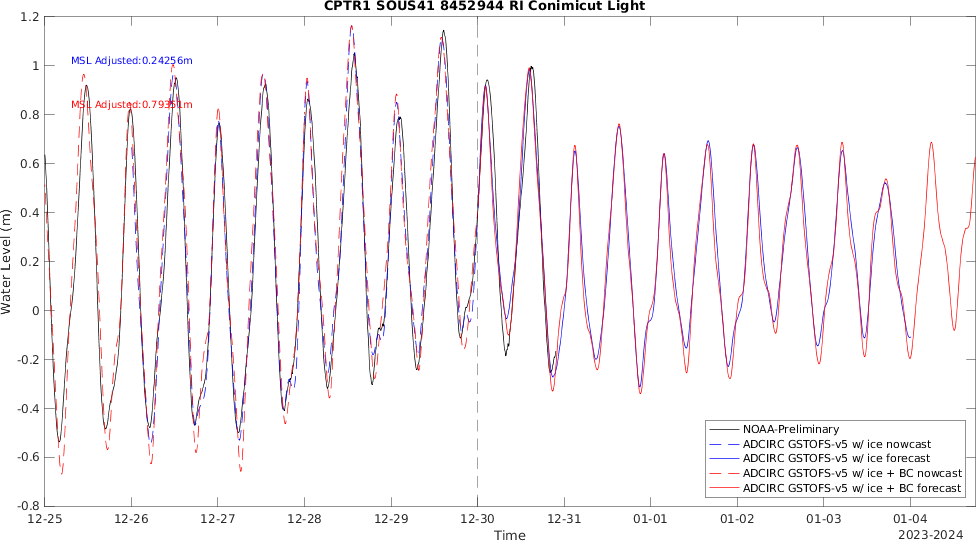 CPTR1 SOUS41 8452944 RI Conimicut Light
1.2
1
0.8
0.6
0.4
0.2
0
-0.2
-0.4
-0.6
-0.8
Water Level (m)
MSL Adjusted:0.24256m
MSL Adjusted:0.79351m
NOAA-Preliminary
ADCIRC GSTOFS-v5 w/ ice nowcast
ADCIRC GSTOFS-v5 w/ ice forecast
ADCIRC GSTOFS-v5 w/ ice + BC nowcast
ADCIRC GSTOFS-v5 w/ ice + BC forecast
12-25 12-26 12-27 12-28 12-29 12-30 12-31 01-01 01-02 01-03 01-04
Time
2023-2024